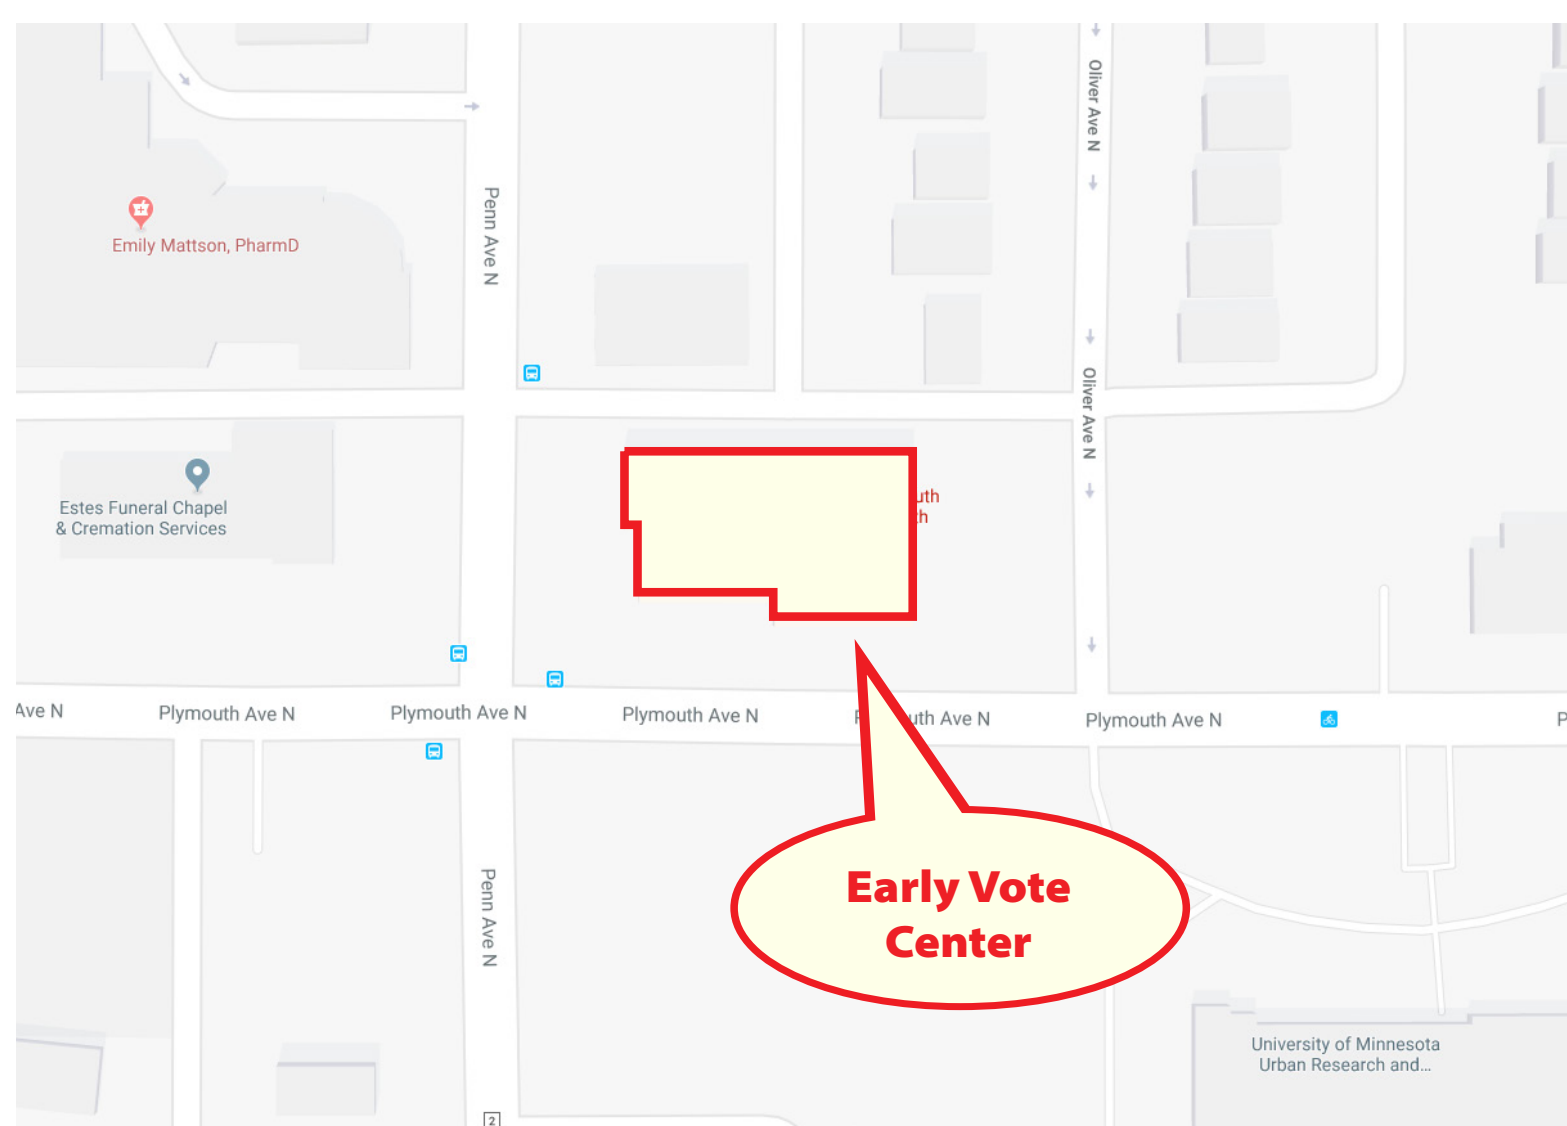 Oliver Ave N
Penn Ave N
Emily Mattson, PharmD
Oliver Ave N
Estes Funeral Chapel
& Cremation Services
uth
h
Ave N
Plymouth Ave N
Plymouth Ave N
Plymouth Ave N
uth Ave N
Plymouth Ave N
P
Penn Ave N
Early Vote
Center
University of Minnesota
Urban Research and...
2